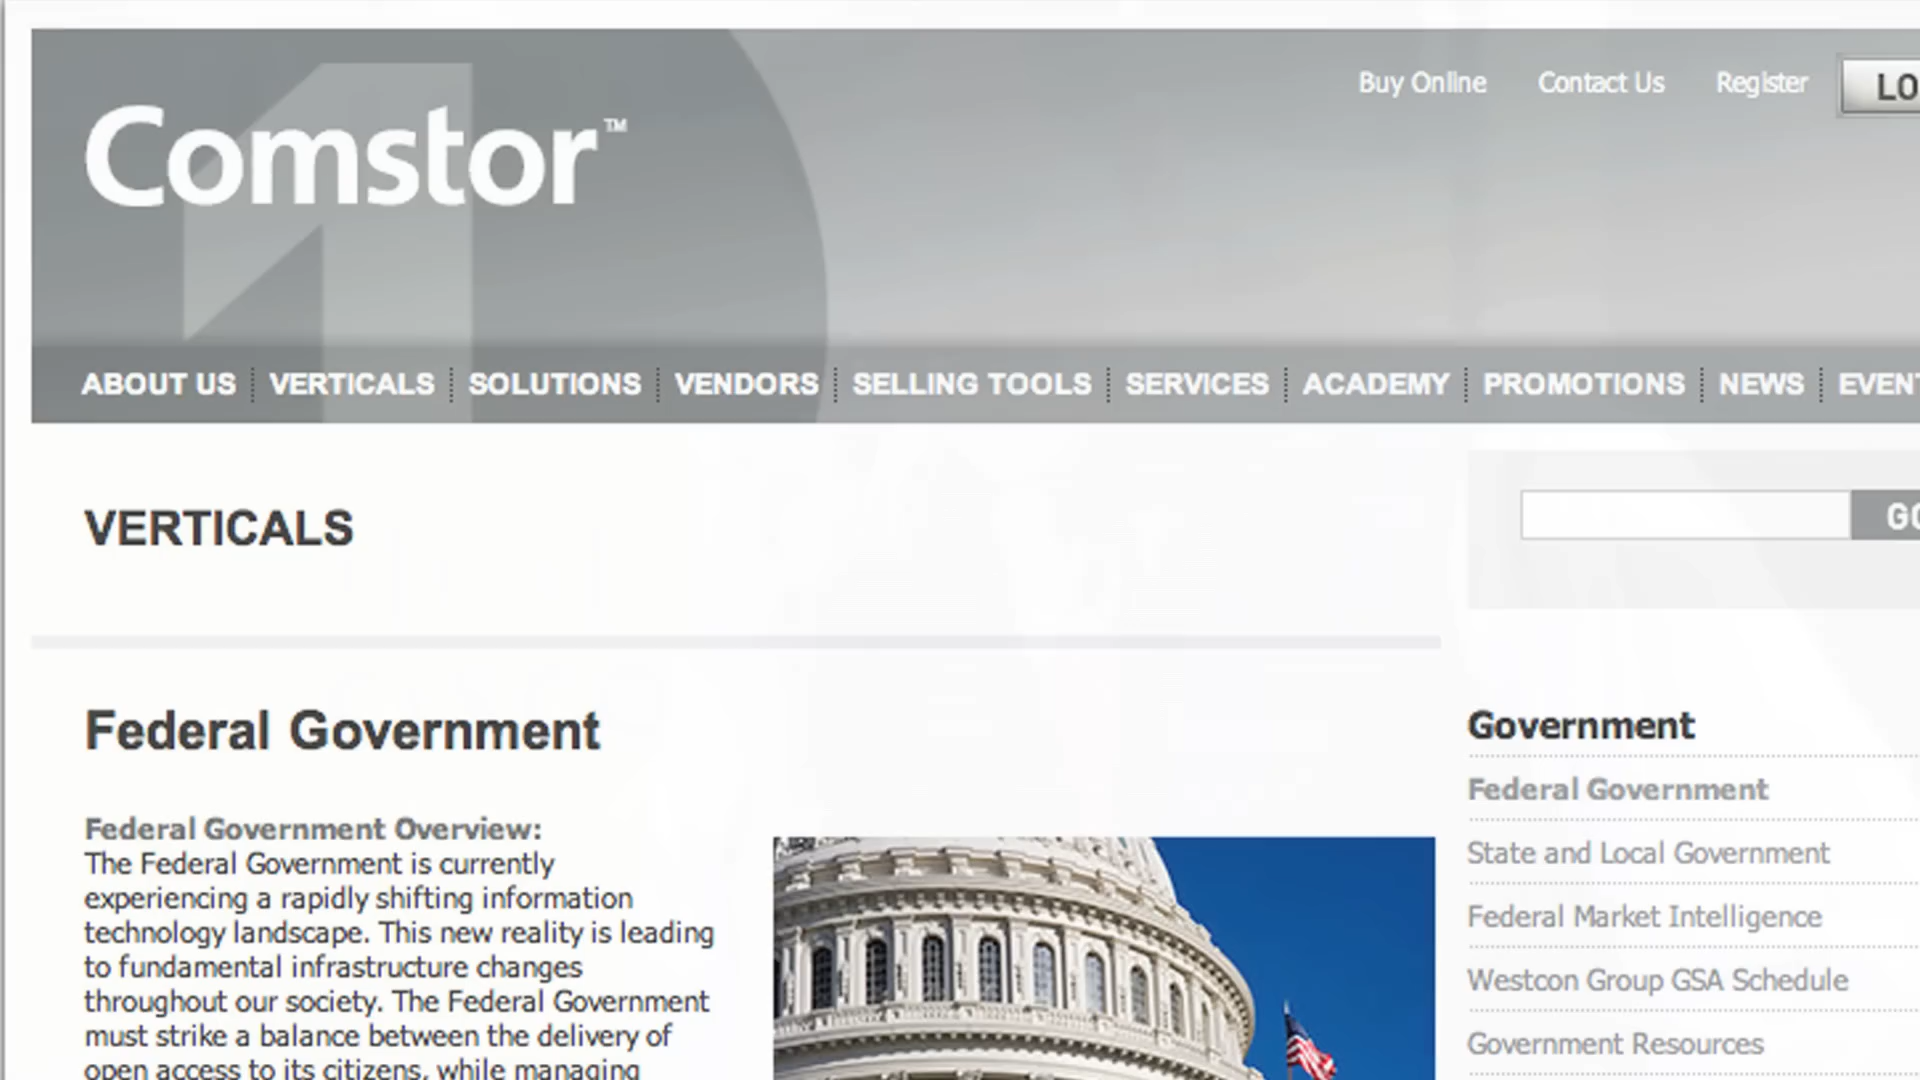 Buy Online Contact Us Register LO
Comstor™
ABOUT US VERTICALS SOLUTIONS VENDORS SELLING TOOLS SERVICES ACADEMY PROMOTIONS NEWS EVENT
VERTICALS
GO
Federal Government
Government
Federal Government
State and Local Government
Federal Market Intelligence
Westcon Group GSA Schedule
Government Resources
Federal Government Overview:
The Federal Government is currently
experiencing a rapidly shifting information
technology landscape. This new reality is leading
to fundamental infrastructure changes
throughout our society. The Federal Government
must strike a balance between the delivery of
open access to its citizens, while managing